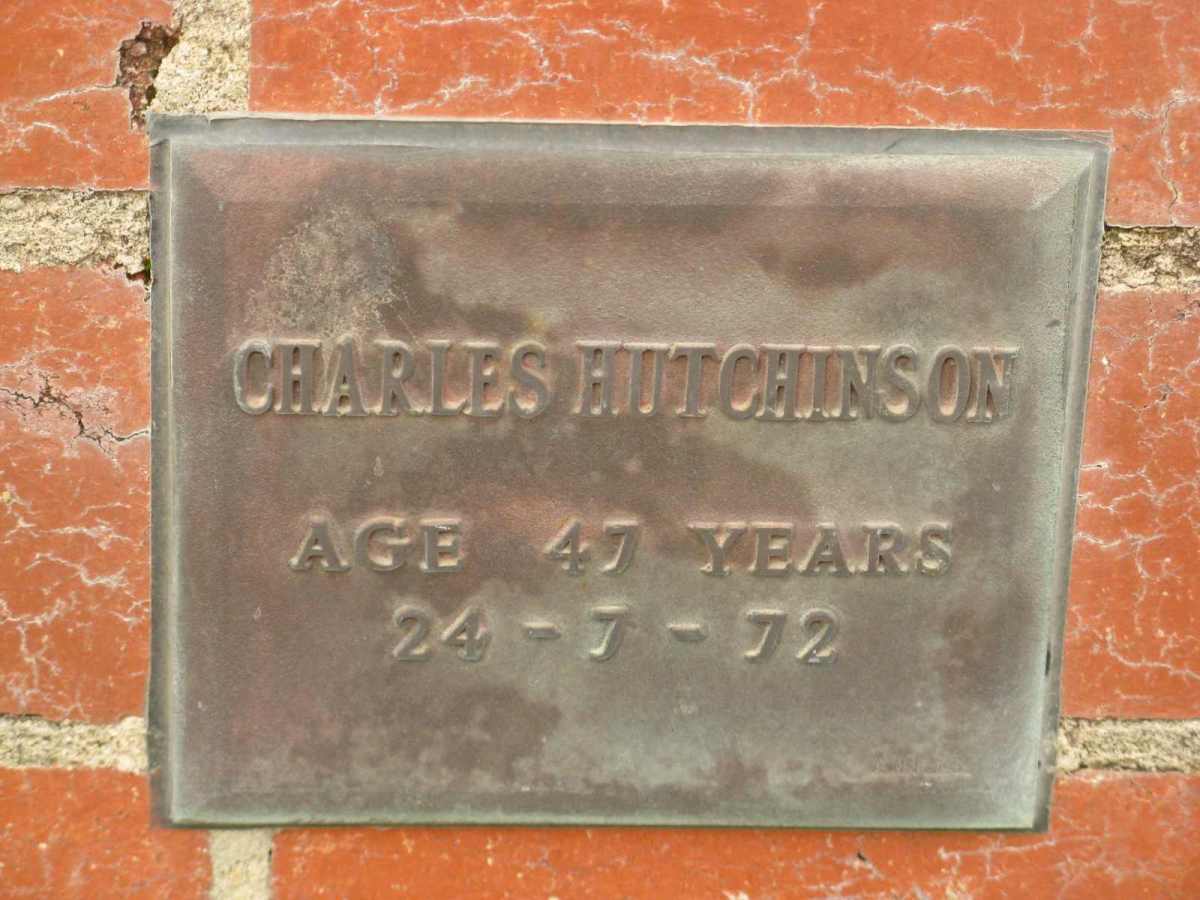 CHARLES HUTCHINSON
AGE 47 YEARS
24 - 7 - 72